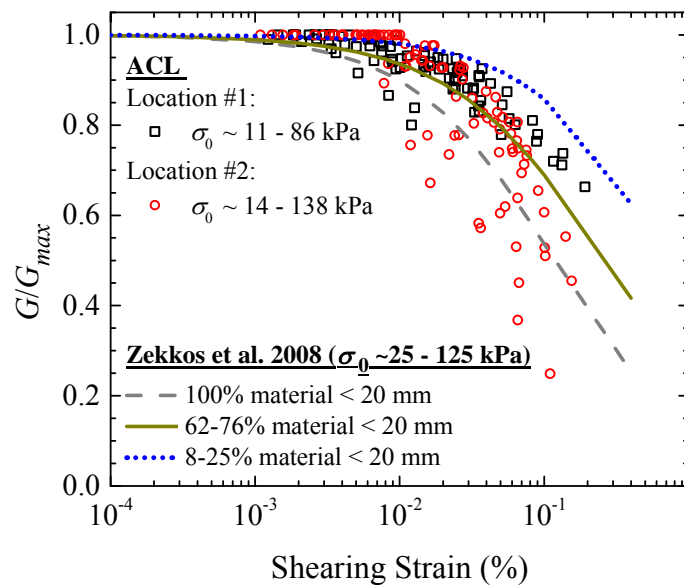 1.0
0.8
0.6
0.4
0.2
0.0
G/Gmax
ACL
Location #1:
σ0 ~ 11 - 86 kPa
Location #2:
σ0 ~ 14 - 138 kPa
Zekkos et al. 2008 (σ0 ~25 - 125 kPa)
100% material < 20 mm
62-76% material < 20 mm
8-25% material < 20 mm
10-4 10-3 10-2 10-1
Shearing Strain (%)